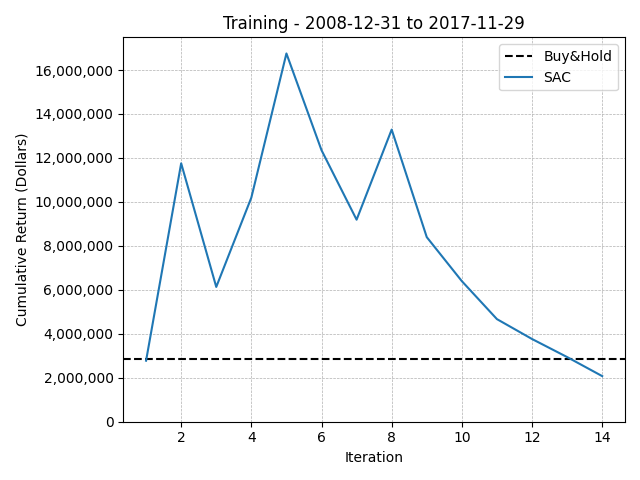 Training - 2008-12-31 to 2017-11-29
Buy&Hold
SAC
Cumulative Return (Dollars)
16,000,000
14,000,000
12,000,000
10,000,000
8,000,000
6,000,000
4,000,000
2,000,000
0
2 4 6 8 10 12 14
Iteration